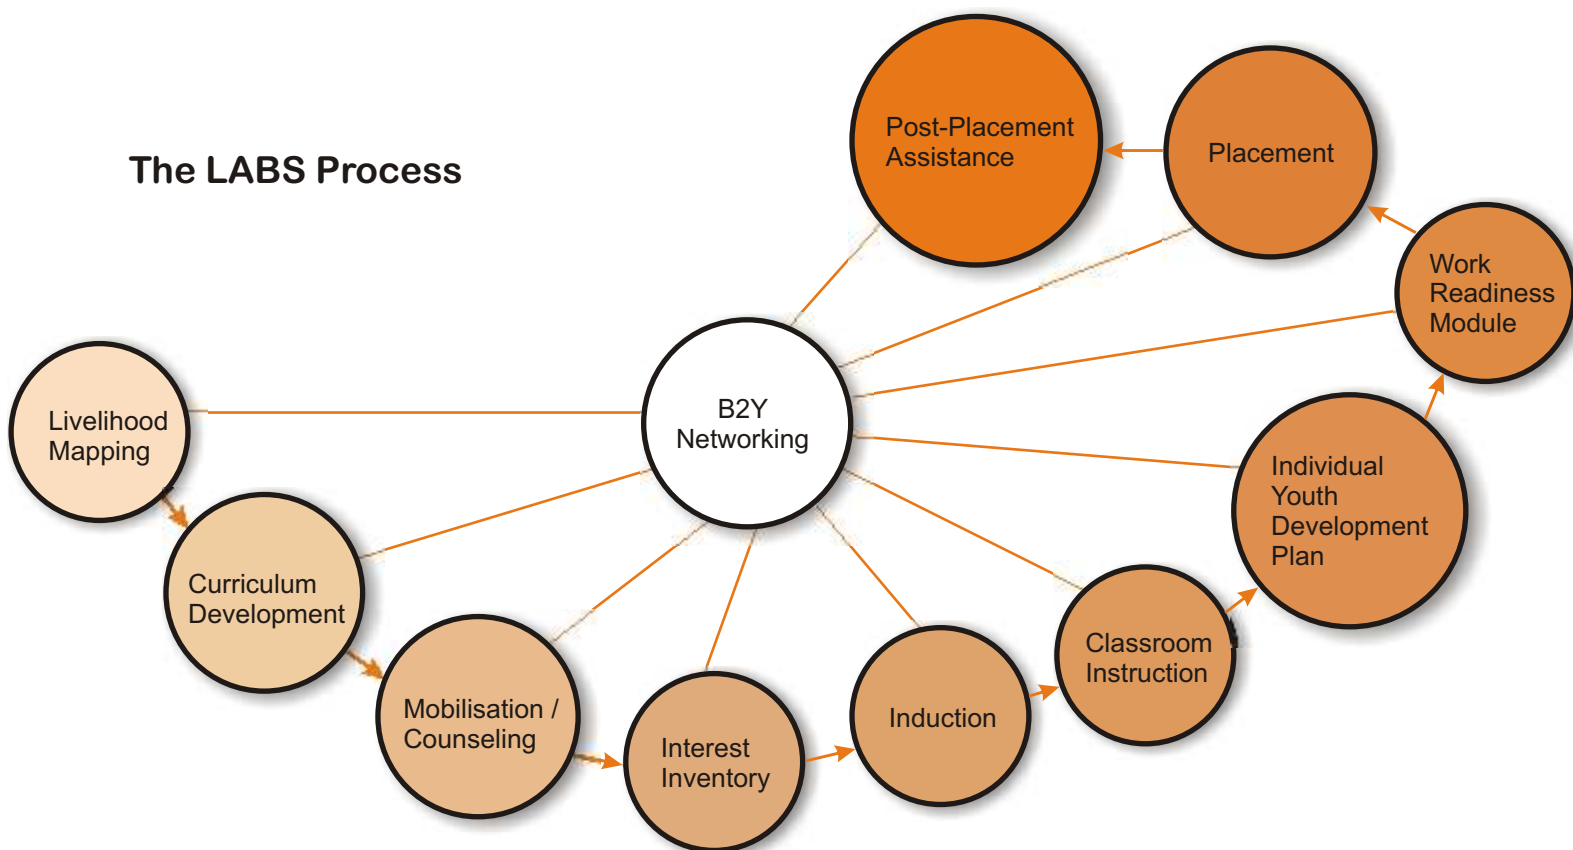 The LABS Process
Livelihood
Mapping
Curriculum
Development
Mobilisation /
Counseling
Interest
Inventory
Induction
Classroom
Instruction
Individual
Youth
Development
Plan
Work
Readiness
Module
Placement
Post-Placement
Assistance
B2Y
Networking